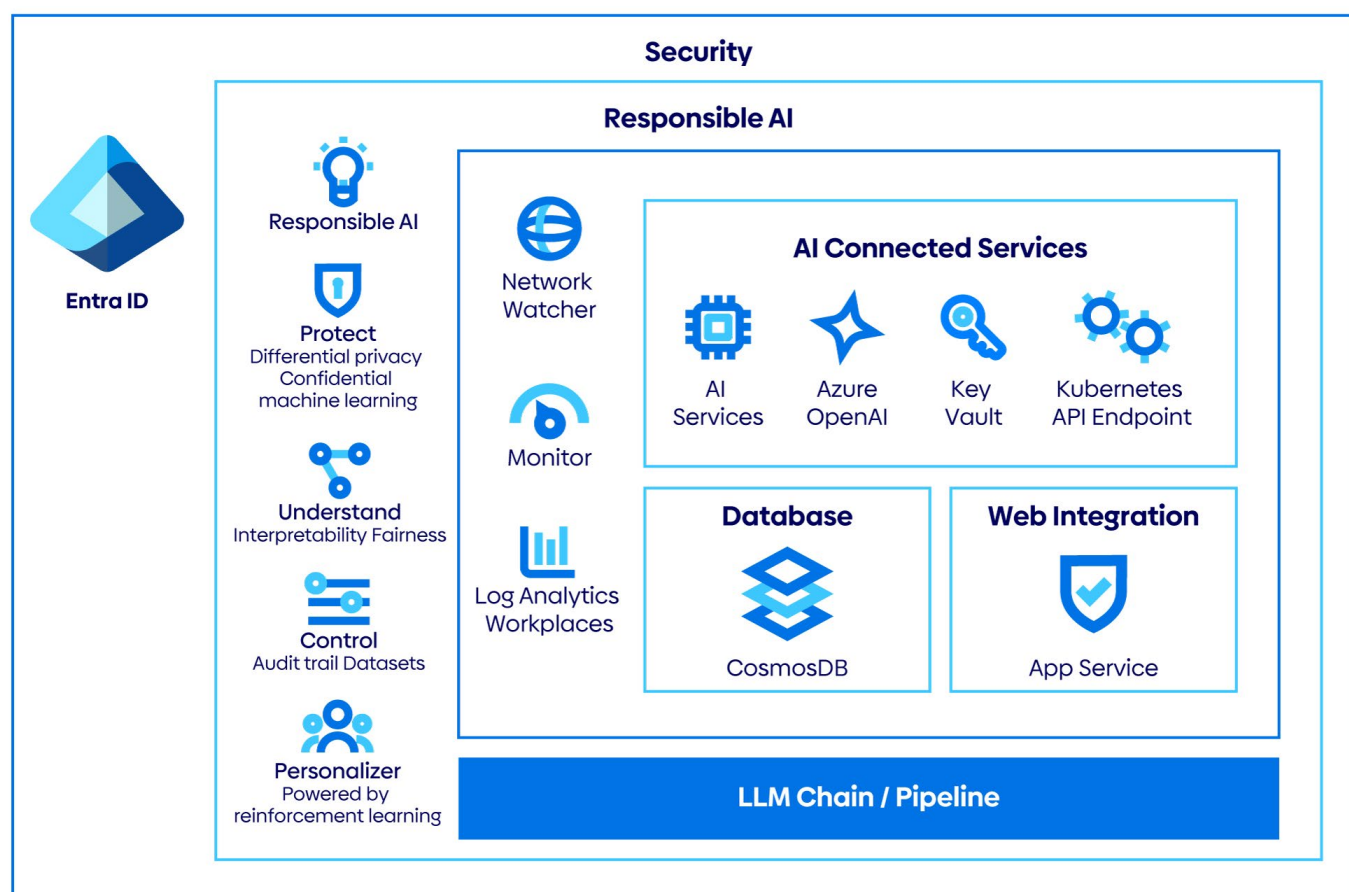 Security
Responsible AI
Entra ID
Responsible AI
Protect
Differential privacy
Confidential
machine learning
Understand
Interpretability Fairness
Control
Audit trail Datasets
Personalizer
Powered by
reinforcement learning
Network
Watcher
Monitor
Log Analytics
Workplaces
AI Connected Services
AI
Services
Azure
OpenAI
Key
Vault
Kubernetes
API Endpoint
Database
CosmosDB
Web Integration
App Service
LLM Chain / Pipeline